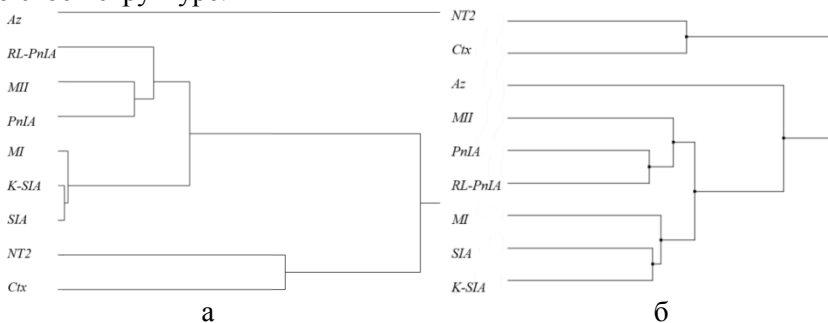 Az
RL-PnIA
MII
PnIA
MI
K-SIA
SIA
NT2
Ctx
а
NT2
Ctx
Az
MII
PnIA
RL-PnIA
MI
SIA
K-SIA
б